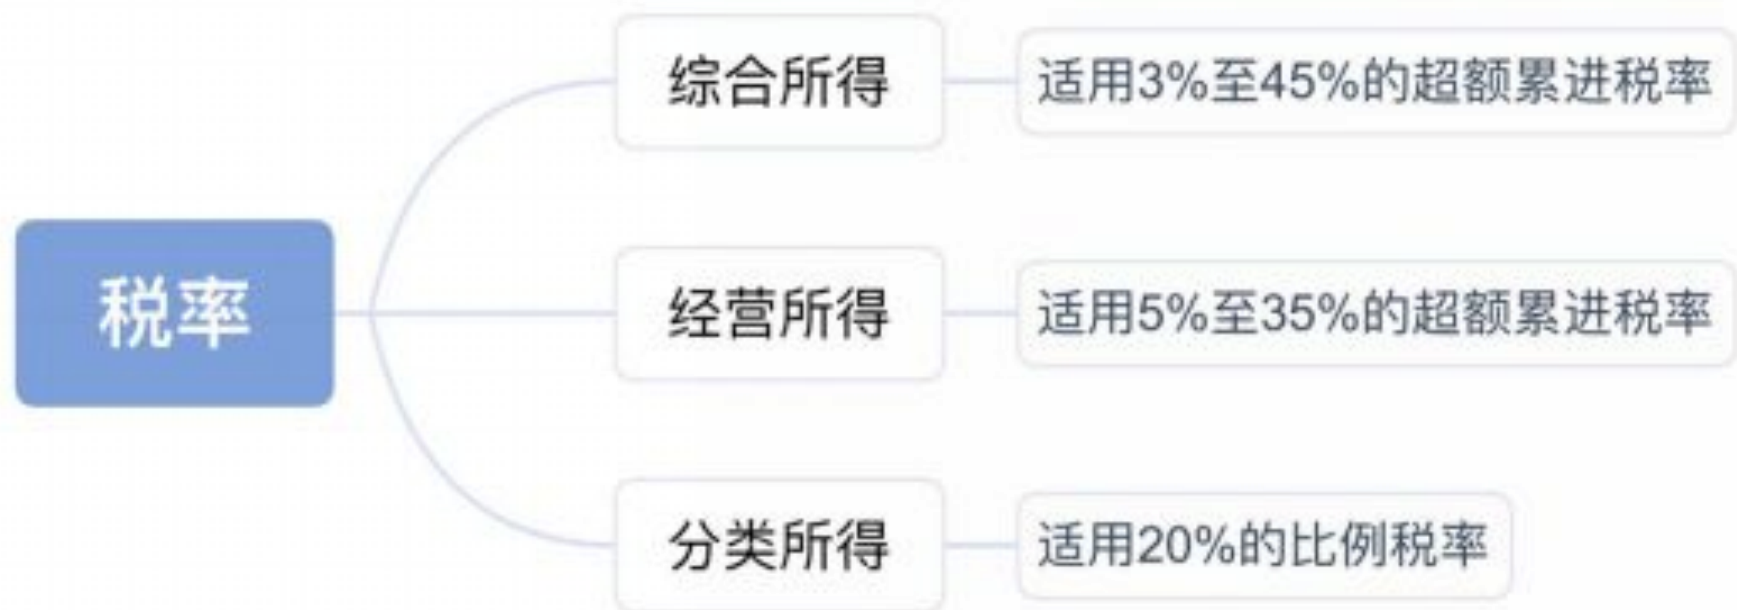 税率
综合所得
适用3%至45%的超额累进税率
经营所得
适用5%至35%的超额累进税率
分类所得
适用20%的比例税率